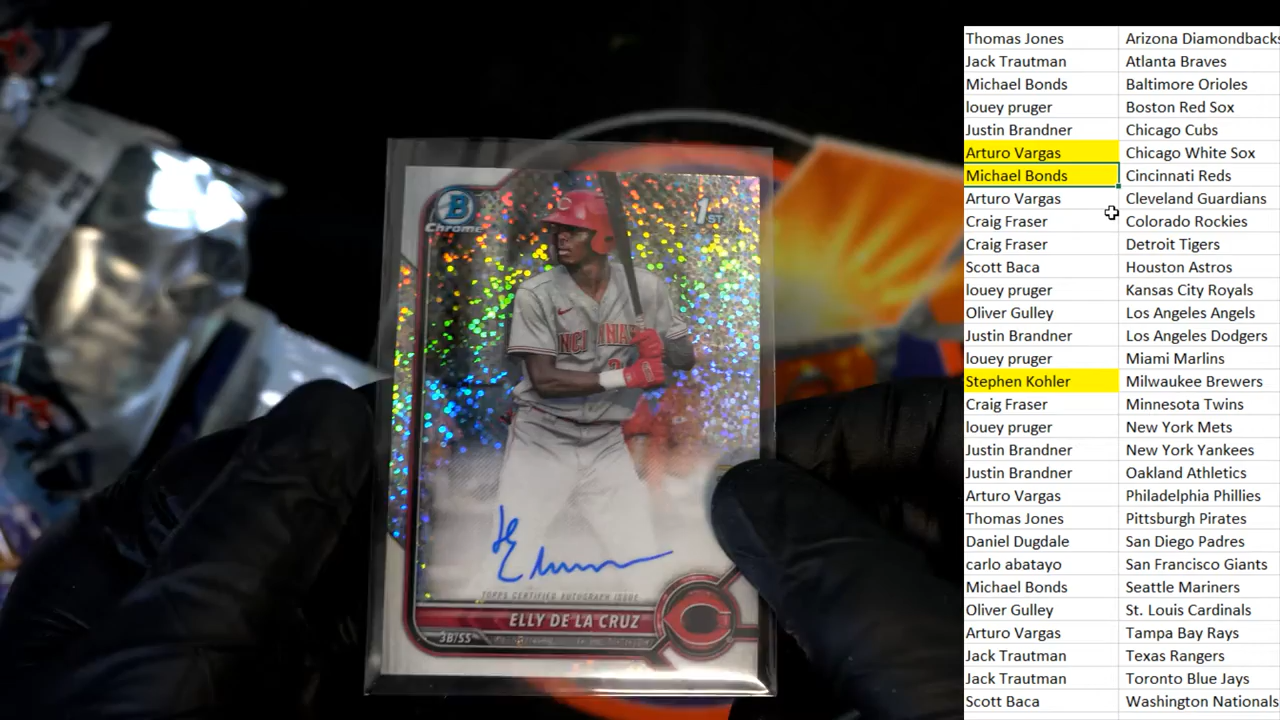 B
Chrome
1ST
CINCINNATI
TOPPS CERTIFIED AUTOGRAPH ISSUE
ELLY DE LA CRUZ
38/55
Thomas Jones Arizona Diamondbacks
Jack Trautman Atlanta Braves
Michael Bonds Baltimore Orioles
louey pruger Boston Red Sox
Justin Brandner Chicago Cubs
Arturo Vargas Chicago White Sox
Michael Bonds Cincinnati Reds
Arturo Vargas Cleveland Guardians
Craig Fraser Colorado Rockies
Craig Fraser Detroit Tigers
Scott Baca Houston Astros
louey pruger Kansas City Royals
Oliver Gulley Los Angeles Angels
Justin Brandner Los Angeles Dodgers
louey pruger Miami Marlins
Stephen Kohler Milwaukee Brewers
Craig Fraser Minnesota Twins
louey pruger New York Mets
Justin Brandner New York Yankees
Justin Brandner Oakland Athletics
Arturo Vargas Philadelphia Phillies
Thomas Jones Pittsburgh Pirates
Daniel Dugdale San Diego Padres
carlo abatayo San Francisco Giants
Michael Bonds Seattle Mariners
Oliver Gulley St. Louis Cardinals
Arturo Vargas Tampa Bay Rays
Jack Trautman Texas Rangers
Jack Trautman Toronto Blue Jays
Scott Baca Washington Nationals